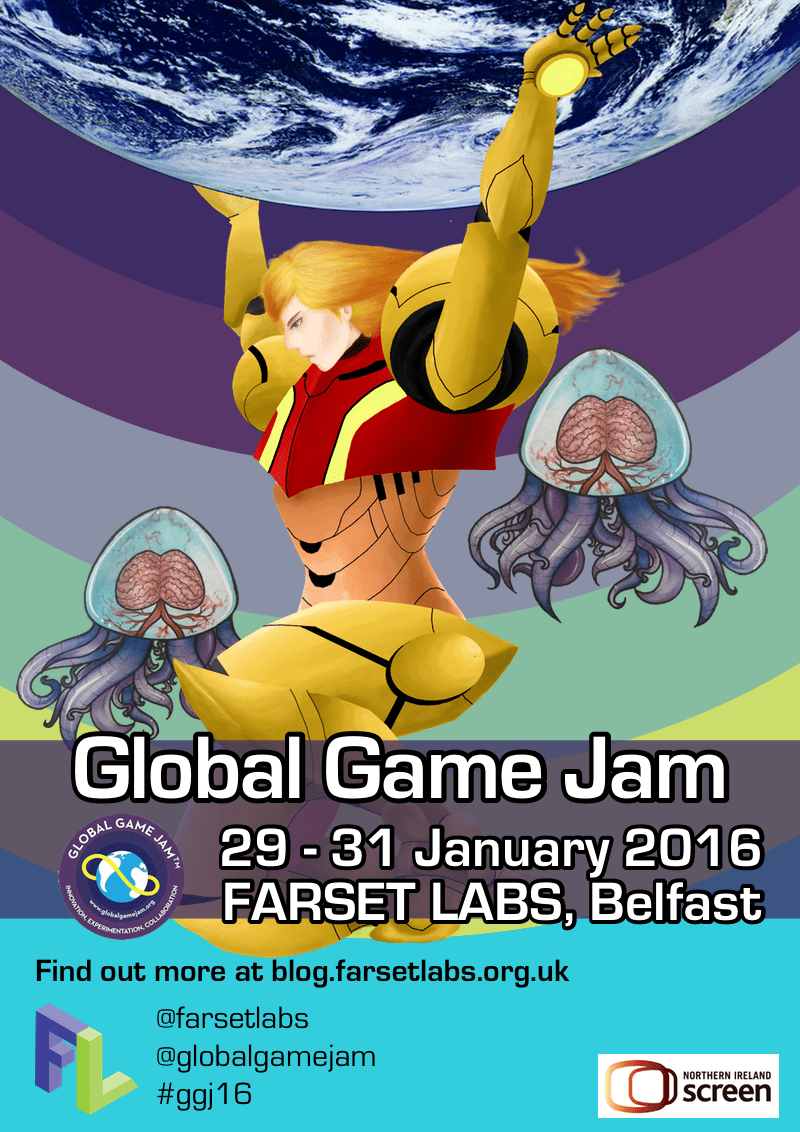 Global Game Jam
GLOBAL GAME JAM™
www.globalgamejam.org
INNOVATION, EXPERIMENTATION, COLLABORATION
29 - 31 January 2016
FARSET LABS, Belfast
Find out more at blog.farsetlabs.org.uk
FL
@farsetlabs
@globalgamejam
#ggj16
NORTHERN IRELAND
screen